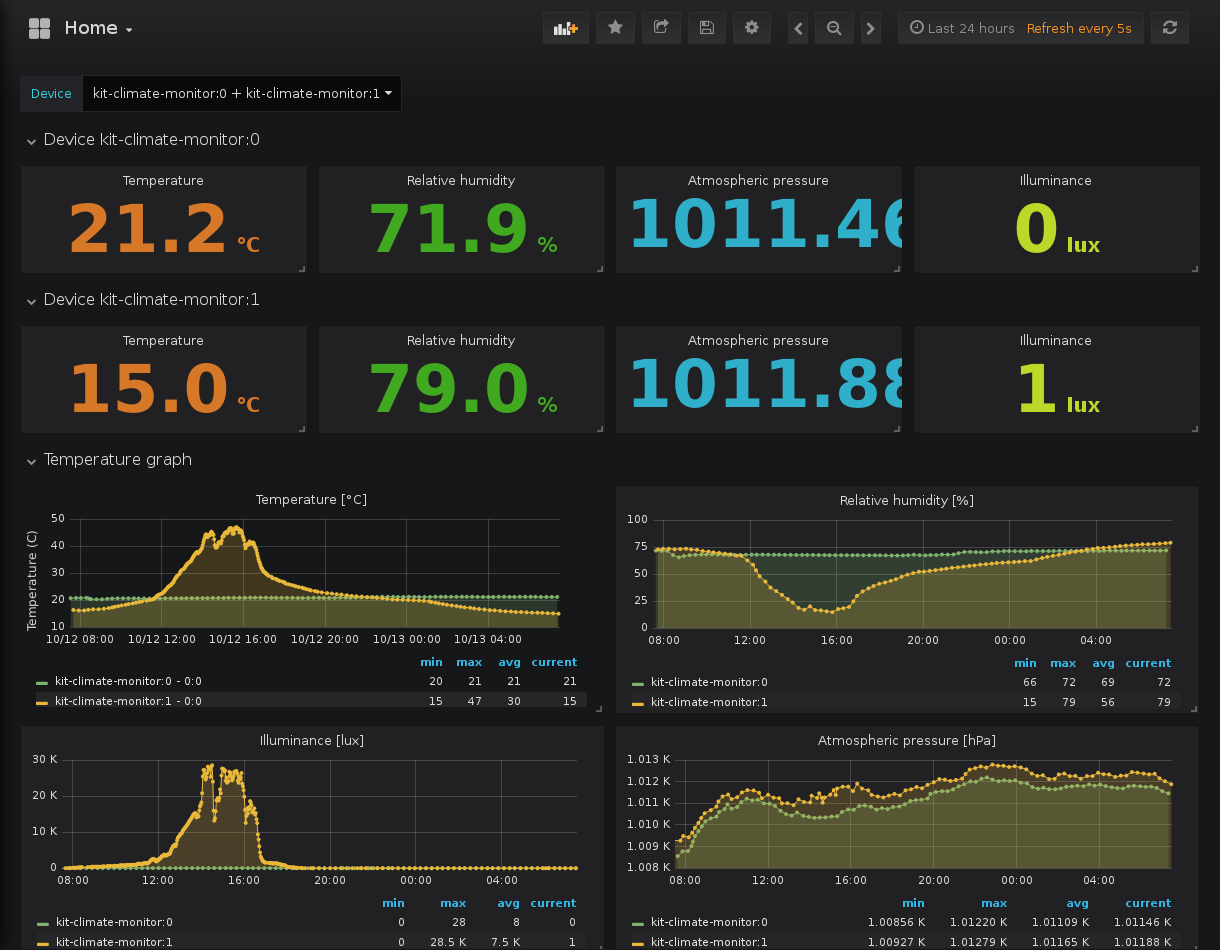 Home
Last 24 hours Refresh every 5s
Device kit-climate-monitor:0 + kit-climate-monitor:1
Device kit-climate-monitor:0
Temperature Relative humidity Atmospheric pressure Illuminance
21.2 °C 71.9 % 1011.46 0 lux
Device kit-climate-monitor:1
Temperature Relative humidity Atmospheric pressure Illuminance
15.0 °C 79.0 % 1011.88 1 lux
Temperature graph
Temperature [°C]
Temperature (C)
50
40
30
20
10
10/12 08:00 10/12 12:00 10/12 16:00 10/12 20:00 10/13 00:00 10/13 04:00
min max avg current
kit-climate-monitor:0 - 0:0 20 21 21 21
kit-climate-monitor:1 - 0:0 15 47 30 15
Relative humidity [%]
100
75
50
25
0
08:00 12:00 16:00 20:00 00:00 04:00
min max avg current
kit-climate-monitor:0 66 72 69 72
kit-climate-monitor:1 15 79 56 79
Illuminance [lux]
30 K
20 K
10 K
0
08:00 12:00 16:00 20:00 00:00 04:00
min max avg current
kit-climate-monitor:0 0 28 8 0
kit-climate-monitor:1 0 28.5 K 7.5 K 1
Atmospheric pressure [hPa]
1.013 K
1.012 K
1.011 K
1.010 K
1.009 K
1.008 K
08:00 12:00 16:00 20:00 00:00 04:00
min max avg current
kit-climate-monitor:0 1.00856 K 1.01220 K 1.01109 K 1.01146 K
kit-climate-monitor:1 1.00927 K 1.01279 K 1.01165 K 1.01188 K